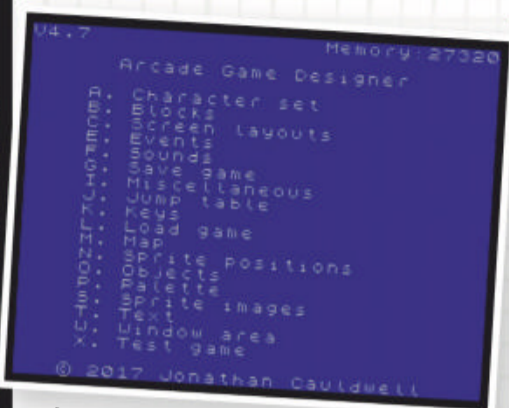 V4.7
Memory:27320
Arcade Game Designer
A. Character set
B. Blocks
C. Screen layouts
E. Events
F. Sounds
G. Save game
I. Miscellaneous
J. Jump table
K. Keys
L. Load game
M. Map
N. Sprite positions
O. Objects
P. Palette
S. Sprite images
T. Text
W. Window area
X. Test game
© 2017 Jonathan Cauldwell